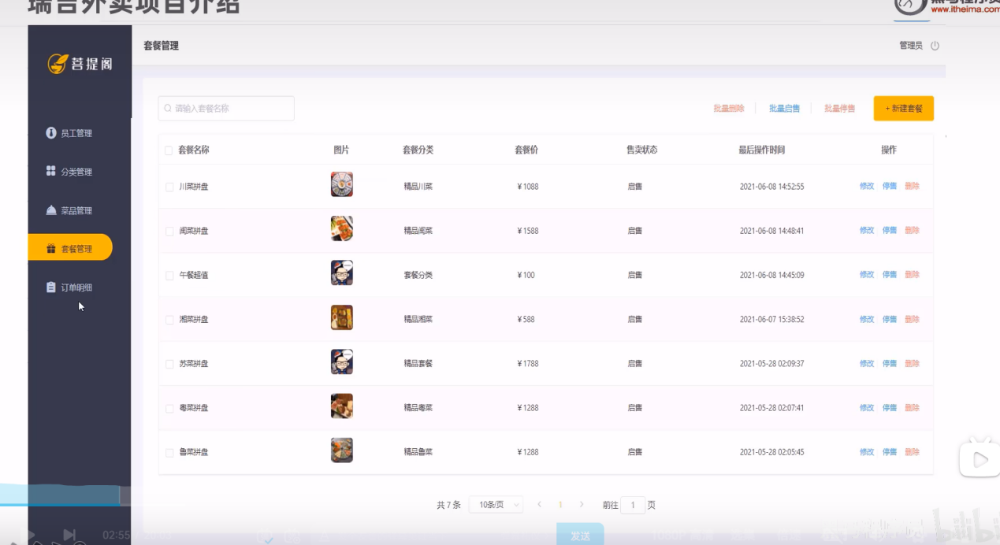 瑞吉外卖项目介绍
www.itheima.com
菩提阁
套餐管理
管理员
员工管理
分类管理
菜品管理
套餐管理
订单明细
请输入套餐名称
批量删除 批量启售 批量停售 + 新建套餐
套餐名称 图片 套餐分类 套餐价 售卖状态 最后操作时间 操作
川菜拼盘 精品川菜 ¥ 1088 启售 2021-06-08 14:52:55 修改 停售 删除
闽菜拼盘 精品闽菜 ¥ 1588 启售 2021-06-08 14:48:41 修改 停售 删除
午餐超值 套餐分类 ¥ 100 启售 2021-06-08 14:45:09 修改 停售 删除
湘菜拼盘 精品湘菜 ¥ 588 启售 2021-06-07 15:38:52 修改 停售 删除
苏菜拼盘 精品套餐 ¥ 1788 启售 2021-05-28 02:09:37 修改 停售 删除
粤菜拼盘 精品粤菜 ¥ 1288 启售 2021-05-28 02:07:41 修改 停售 删除
鲁菜拼盘 精品鲁菜 ¥ 1288 启售 2021-05-28 02:05:45 修改 停售 删除
共 7 条 10条/页 1 前往 1 页
02:55
发送